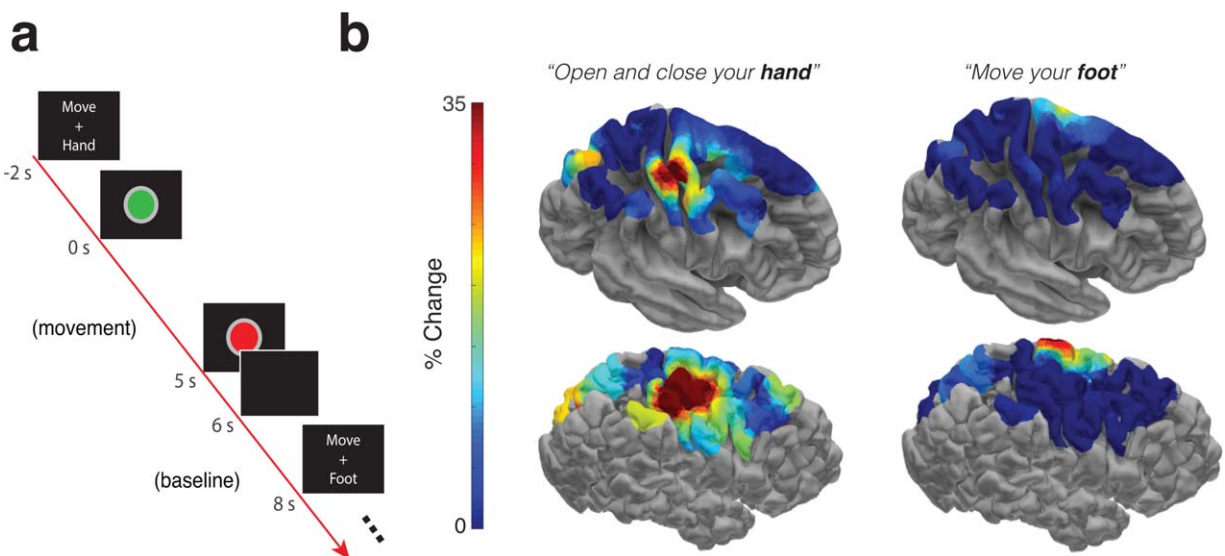 a
Move
+
Hand
-2 s
0 s
(movement)
5 s
6 s
Move
+
Foot
(baseline)
8 s
b
"Open and close your hand"
"Move your foot"
35
% Change
0